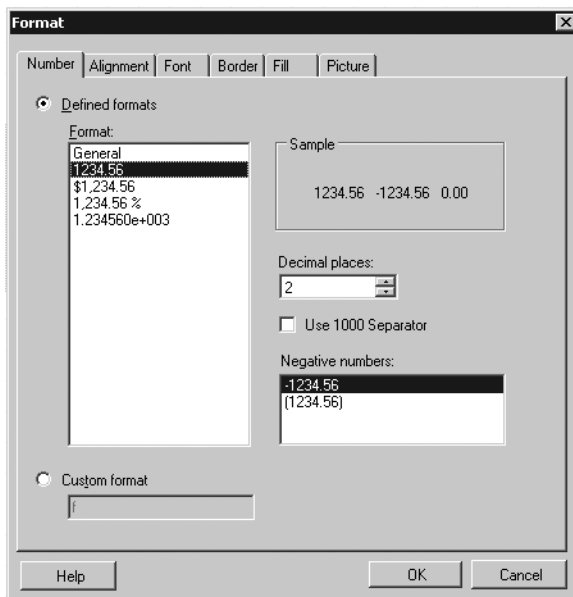 Format
Number Alignment Font Border Fill Picture
Defined formats
Format:
General
1234.56
$1,234.56
1,234.56 %
1.234560e+003
Sample
1234.56 -1234.56 0.00
Decimal places:
2
Use 1000 Separator
Negative numbers:
-1234.56
(1234.56)
Custom format
f
Help OK Cancel